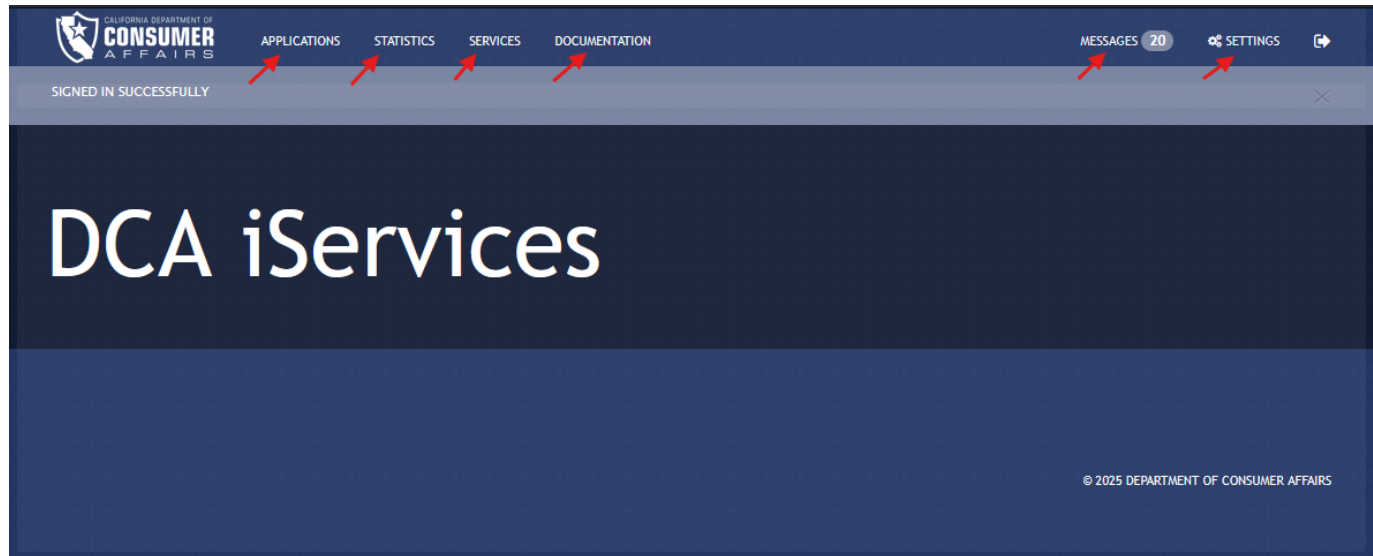 CALIFORNIA DEPARTMENT OF
CONSUMER
AFFAIRS
APPLICATIONS STATISTICS SERVICES DOCUMENTATION MESSAGES 20 SETTINGS
SIGNED IN SUCCESSFULLY
DCA iServices
© 2025 DEPARTMENT OF CONSUMER AFFAIRS